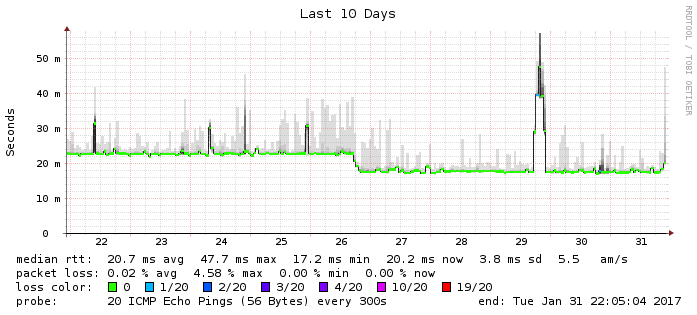 Last 10 Days
RRDTOOL / TOBI OETIKER
Seconds
50 m
40 m
30 m
20 m
10 m
0
22 23 24 25 26 27 28 29 30 31
median rtt: 20.7 ms avg 47.7 ms max 17.2 ms min 20.2 ms now 3.8 ms sd 5.5 am/s
packet loss: 0.02 % avg 4.58 % max 0.00 % min 0.00 % now
loss color: 0 1/20 2/20 3/20 4/20 10/20 19/20
probe: 20 ICMP Echo Pings (56 Bytes) every 300s end: Tue Jan 31 22:05:04 2017